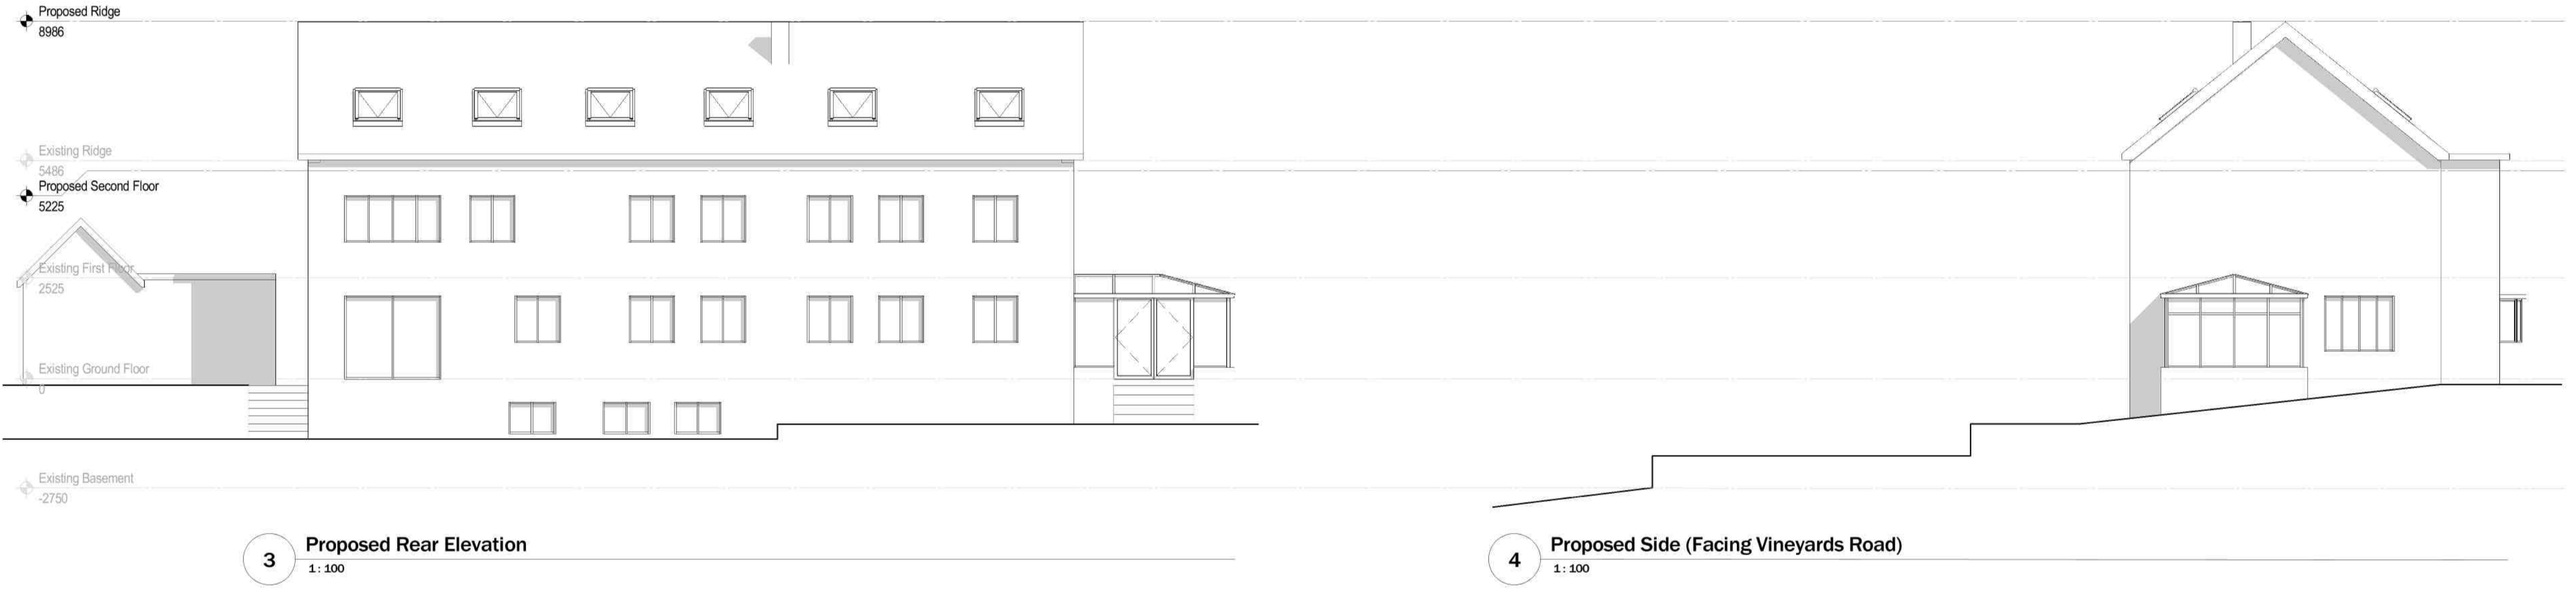 Proposed Ridge
8986
Existing Ridge
5486
Proposed Second Floor
5225
Existing First Floor
2525
Existing Ground Floor
0
Existing Basement
-2750
3
Proposed Rear Elevation
1 : 100
4
Proposed Side (Facing Vineyards Road)
1 : 100